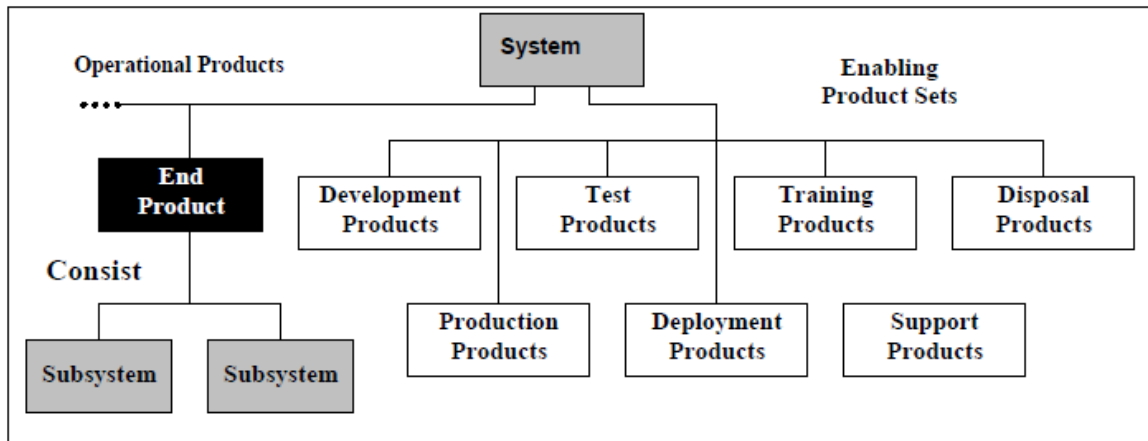 System
Operational Products
Enabling
Product Sets
End
Product
Development
Products
Test
Products
Training
Products
Disposal
Products
Consist
Production
Products
Deployment
Products
Support
Products
Subsystem
Subsystem